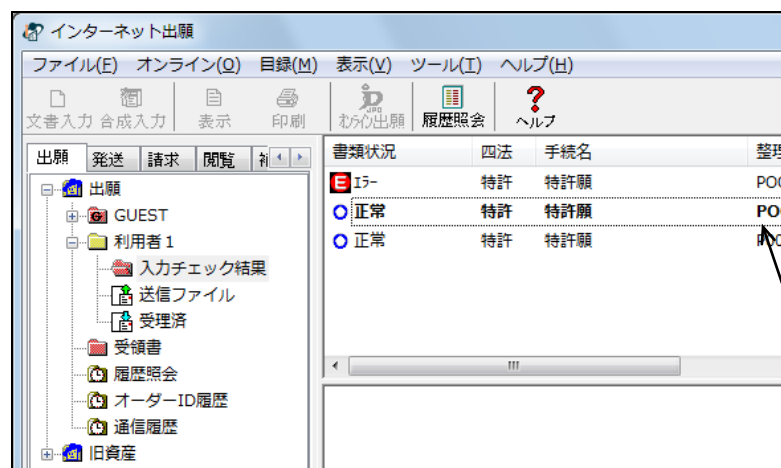 インターネット出願
ファイル(F) オンライン(O) 目録(M) 表示(V) ツール(T) ヘルプ(H)
文書入力 合成入力 表示 印刷 わライン出願 履歴照会 ヘルプ
出願 発送 請求 閲覧
書類状況 四法 手続名 整理
エラー 特許 特許願 PO0
正常 特許 特許願 PO0
正常 特許 特許願 PO0
出願
GUEST
利用者1
入力チェック結果
送信ファイル
受理済
受領書
履歴照会
オーダーID履歴
通信履歴
旧資産